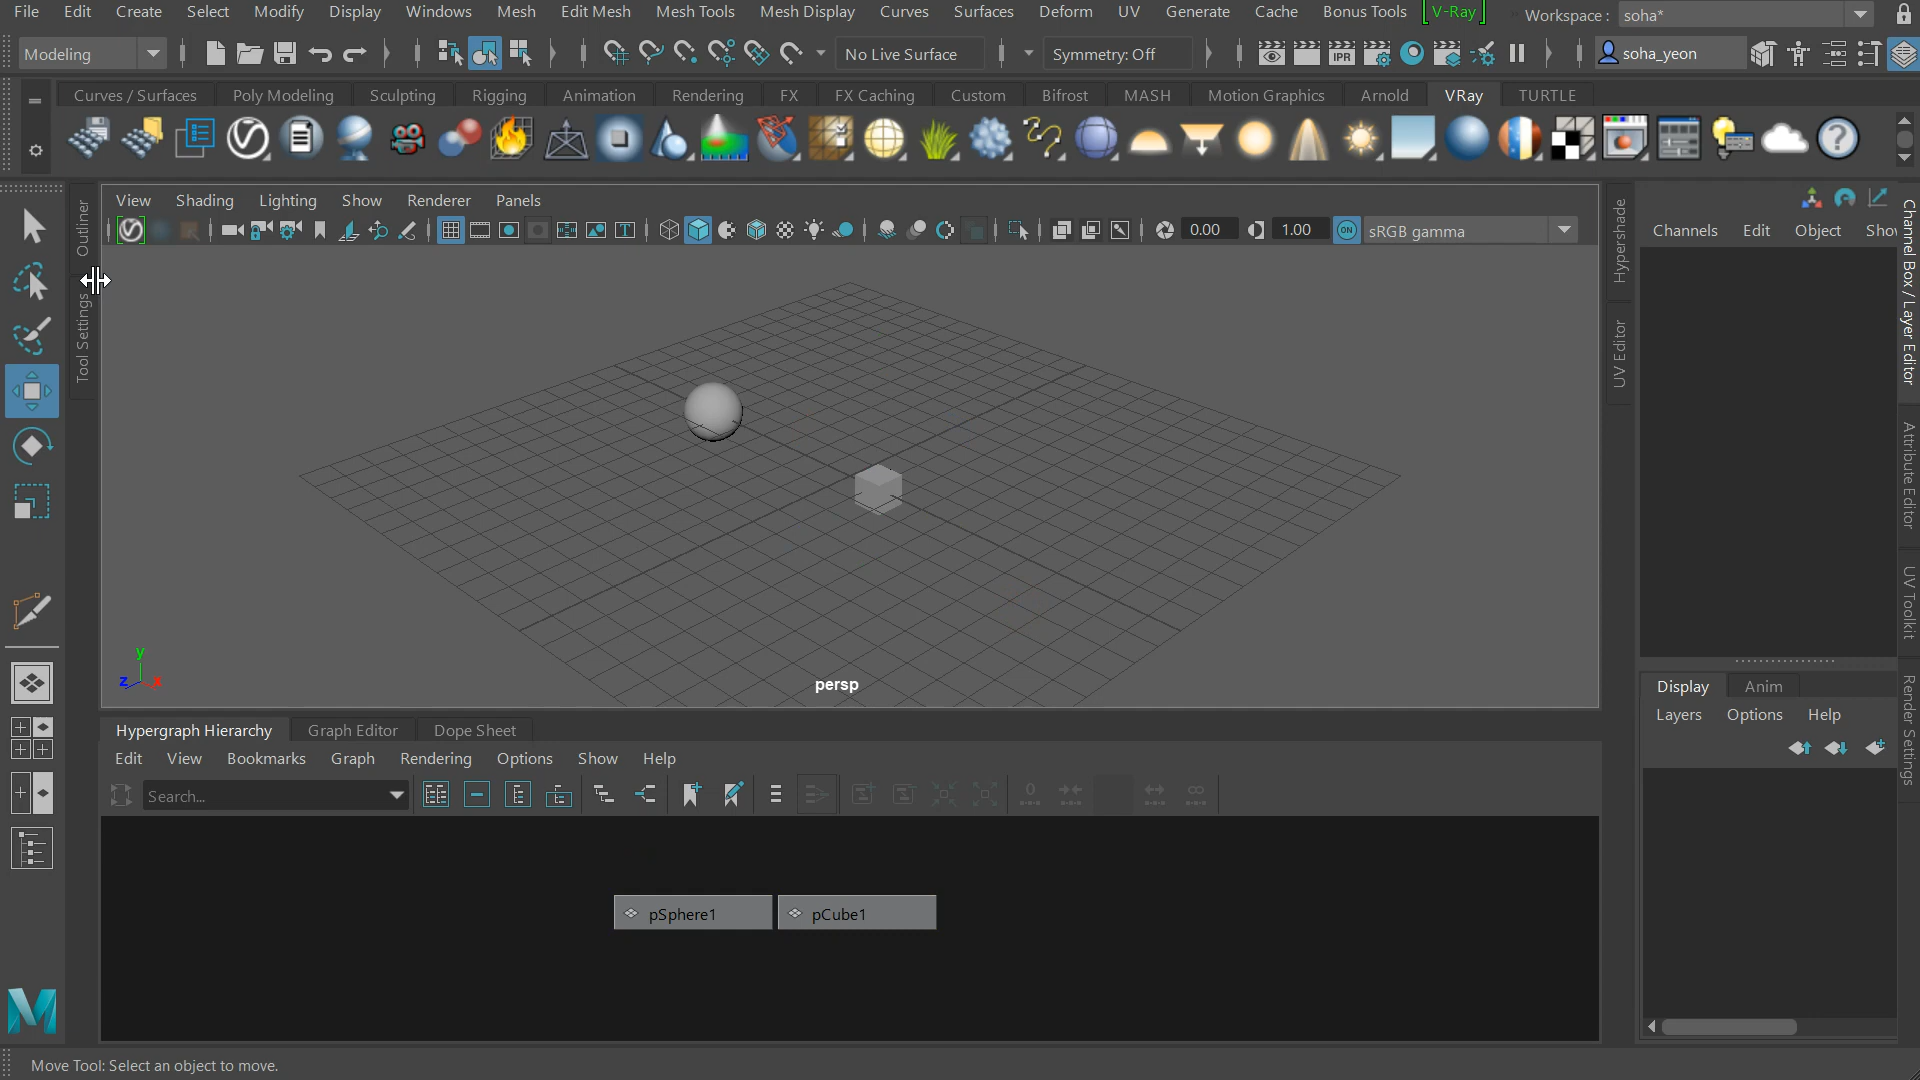 File Edit Create Select Modify Display Windows Mesh Edit Mesh Mesh Tools Mesh Display Curves Surfaces Deform UV Generate Cache Bonus Tools V-Ray Workspace : soha*
Modeling No Live Surface Symmetry: Off IPR soha_yeon
Curves / Surfaces Poly Modeling Sculpting Rigging Animation Rendering FX FX Caching Custom Bifrost MASH Motion Graphics Arnold VRay TURTLE
View Shading Lighting Show Renderer Panels
0.00 1.00 ON sRGB gamma
Outliner
Tool Settings
Hypershade
UV Editor
Channels Edit Object Show
Channel Box / Layer Editor
Attribute Editor
UV Toolkit
Render Settings
y
z x
persp
Display Anim
Layers Options Help
Hypergraph Hierarchy Graph Editor Dope Sheet
Edit View Bookmarks Graph Rendering Options Show Help
Search...
0
pSphere1 pCube1
M
Move Tool: Select an object to move.